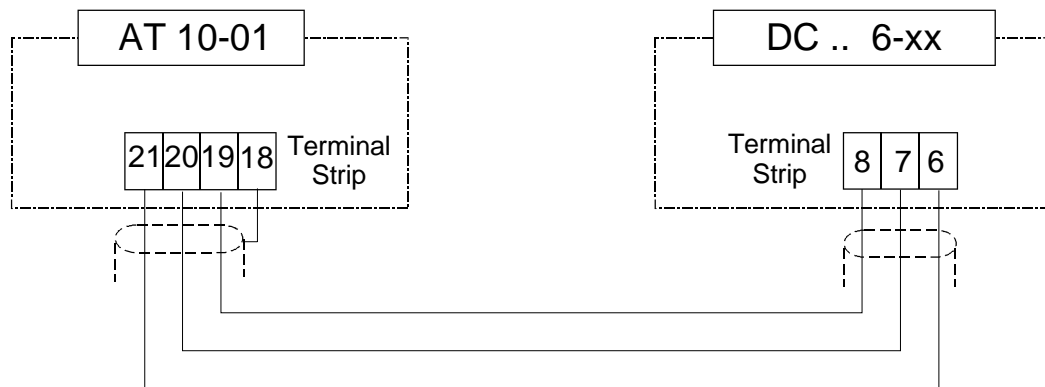 AT 10-01
DC .. 6-xx
21 20 19 18
Terminal
Strip
Terminal
Strip
8 7 6